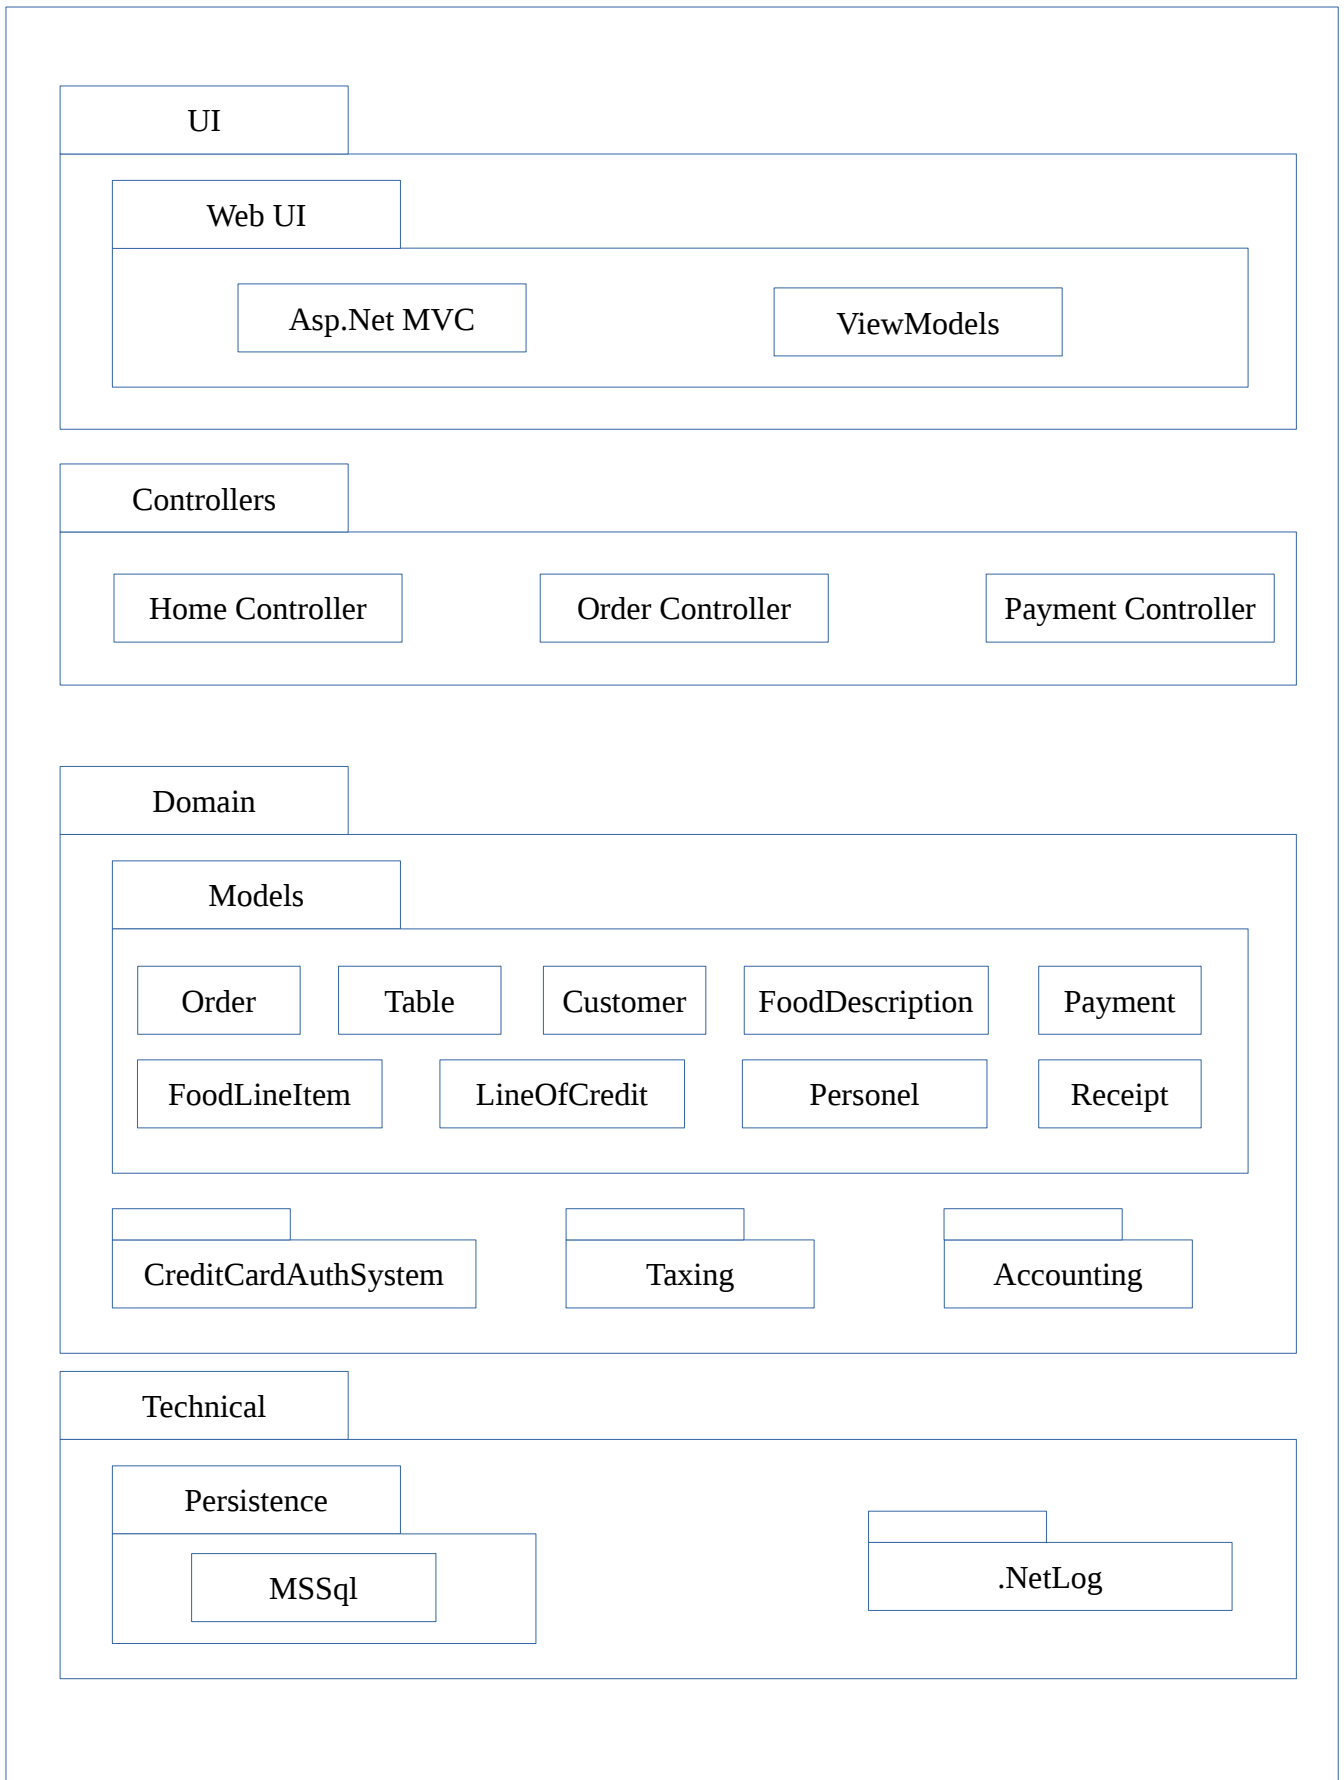 UI
Web UI
Asp.Net MVC
ViewModels
Controllers
Home Controller
Order Controller
Payment Controller
Domain
Models
Order
Table
Customer
FoodDescription
Payment
FoodLineItem
LineOfCredit
Personel
Receipt
CreditCardAuthSystem
Taxing
Accounting
Technical
Persistence
MSSql
.NetLog